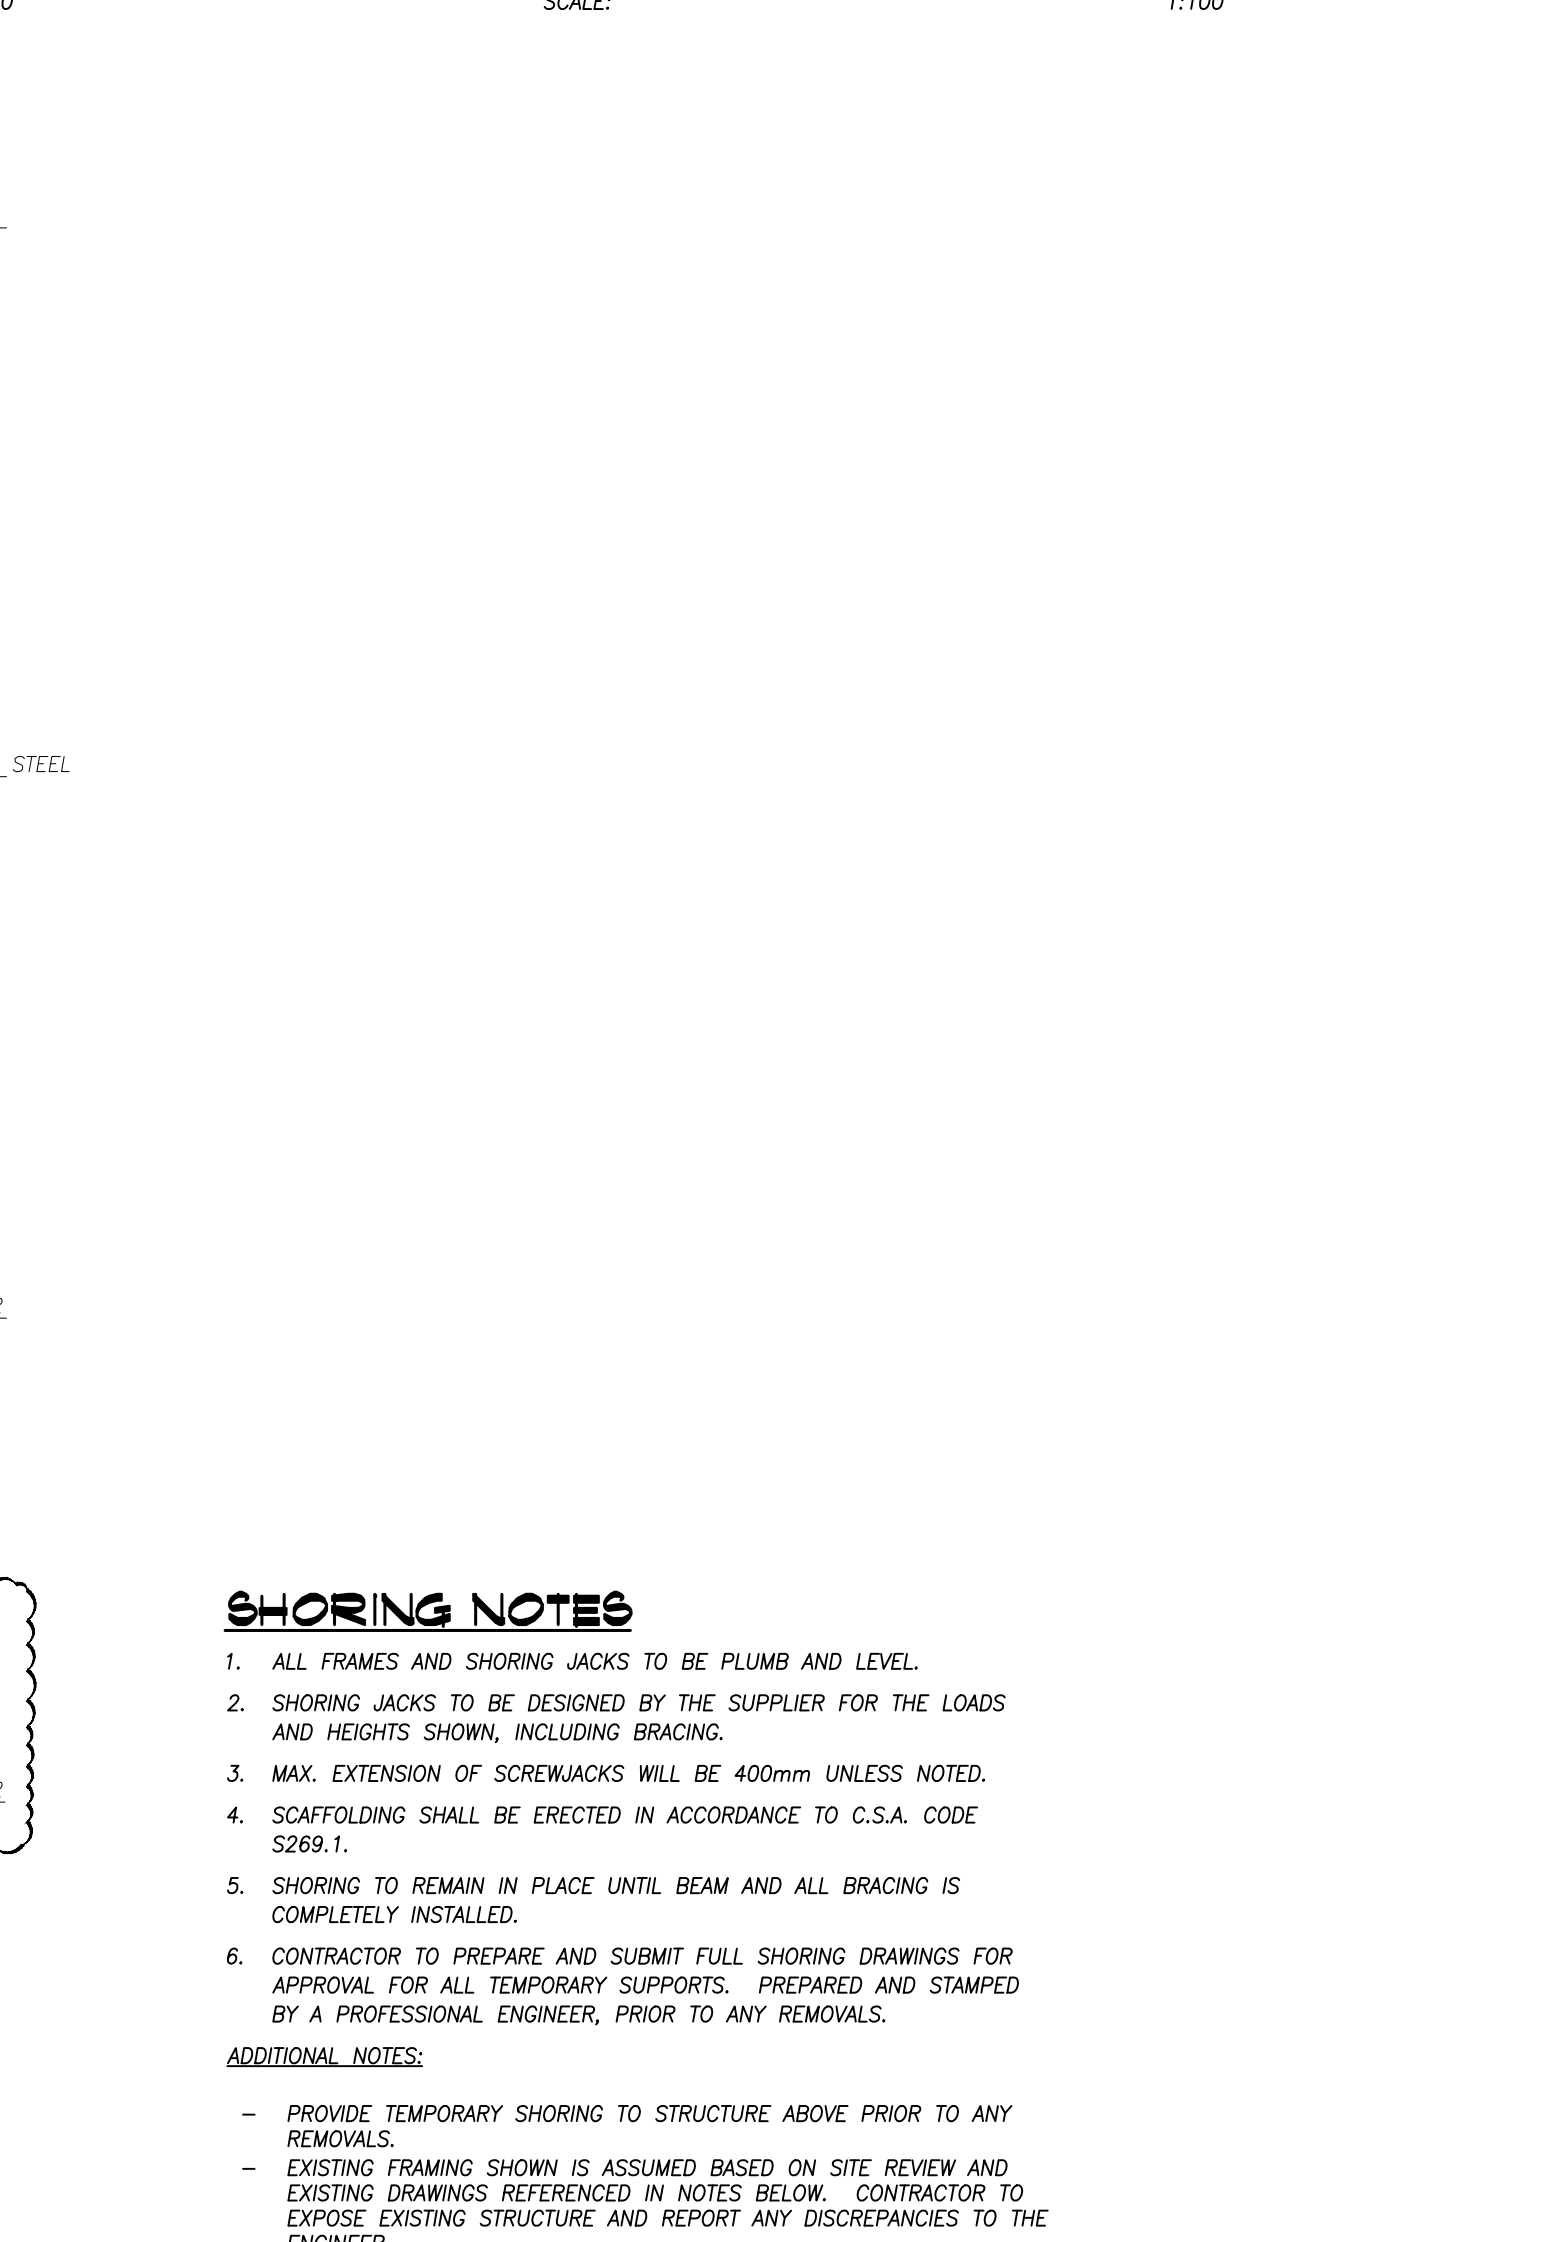 SCALE: 1:100
STEEL
SHORING NOTES
1. ALL FRAMES AND SHORING JACKS TO BE PLUMB AND LEVEL.
2. SHORING JACKS TO BE DESIGNED BY THE SUPPLIER FOR THE LOADS
AND HEIGHTS SHOWN, INCLUDING BRACING.
3. MAX. EXTENSION OF SCREWJACKS WILL BE 400mm UNLESS NOTED.
4. SCAFFOLDING SHALL BE ERECTED IN ACCORDANCE TO C.S.A. CODE
S269.1.
5. SHORING TO REMAIN IN PLACE UNTIL BEAM AND ALL BRACING IS
COMPLETELY INSTALLED.
6. CONTRACTOR TO PREPARE AND SUBMIT FULL SHORING DRAWINGS FOR
APPROVAL FOR ALL TEMPORARY SUPPORTS. PREPARED AND STAMPED
BY A PROFESSIONAL ENGINEER, PRIOR TO ANY REMOVALS.
ADDITIONAL NOTES:
– PROVIDE TEMPORARY SHORING TO STRUCTURE ABOVE PRIOR TO ANY
REMOVALS.
– EXISTING FRAMING SHOWN IS ASSUMED BASED ON SITE REVIEW AND
EXISTING DRAWINGS REFERENCED IN NOTES BELOW. CONTRACTOR TO
EXPOSE EXISTING STRUCTURE AND REPORT ANY DISCREPANCIES TO THE